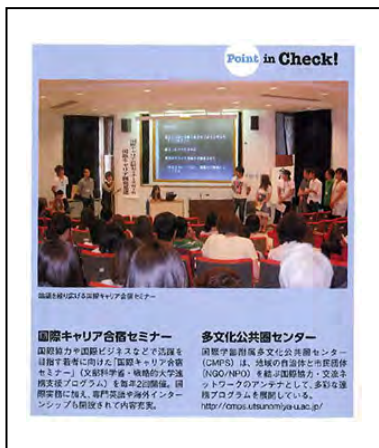 Point in Check!
国際キャリア合宿セミナー
国際協力や国際ビジネスなどで活躍を
目指す若者に向けた「国際キャリア合宿
セミナー」(文部科学省・戦略的大学連
携支援プログラム)を毎年2回開催。国
際実務に加え、専門英語や海外インター
ンシップも開設されて内容充実。
多文化公共圏センター
国際学部附属多文化公共圏センター
(CMPS)は、地域の自治体と市民団体
(NGO/NPO)を結ぶ国際協力・交流ネ
ットワークのアンテナとして、多彩な連
携プログラムを展開している。
http://cmps.utsunomiya-u.ac.jp/